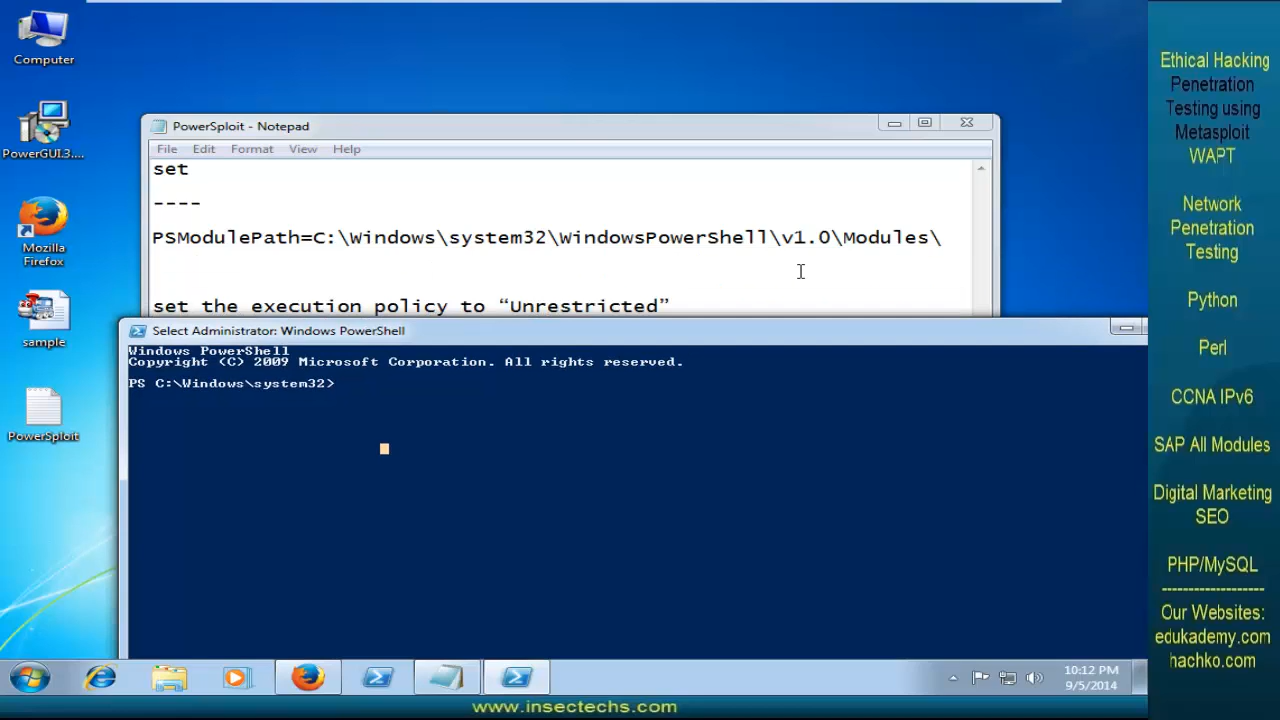 Computer
PowerGUI.3....
Mozilla
Firefox
sample
PowerSploit
PowerSploit - Notepad
File Edit Format View Help
set
----
PSModulePath=C:\Windows\system32\WindowsPowerShell\v1.0\Modules\
set the execution policy to “Unrestricted”
Select Administrator: Windows PowerShell
Windows PowerShell
Copyright (C) 2009 Microsoft Corporation. All rights reserved.
PS C:\Windows\system32>
10:12 PM
9/5/2014
Ethical Hacking
Penetration
Testing using
Metasploit
WAPT
Network
Penetration
Testing
Python
Perl
CCNA IPv6
SAP All Modules
Digital Marketing
SEO
PHP/MySQL
-------------------
Our Websites:
edukademy.com
hachko.com
www.insectechs.com